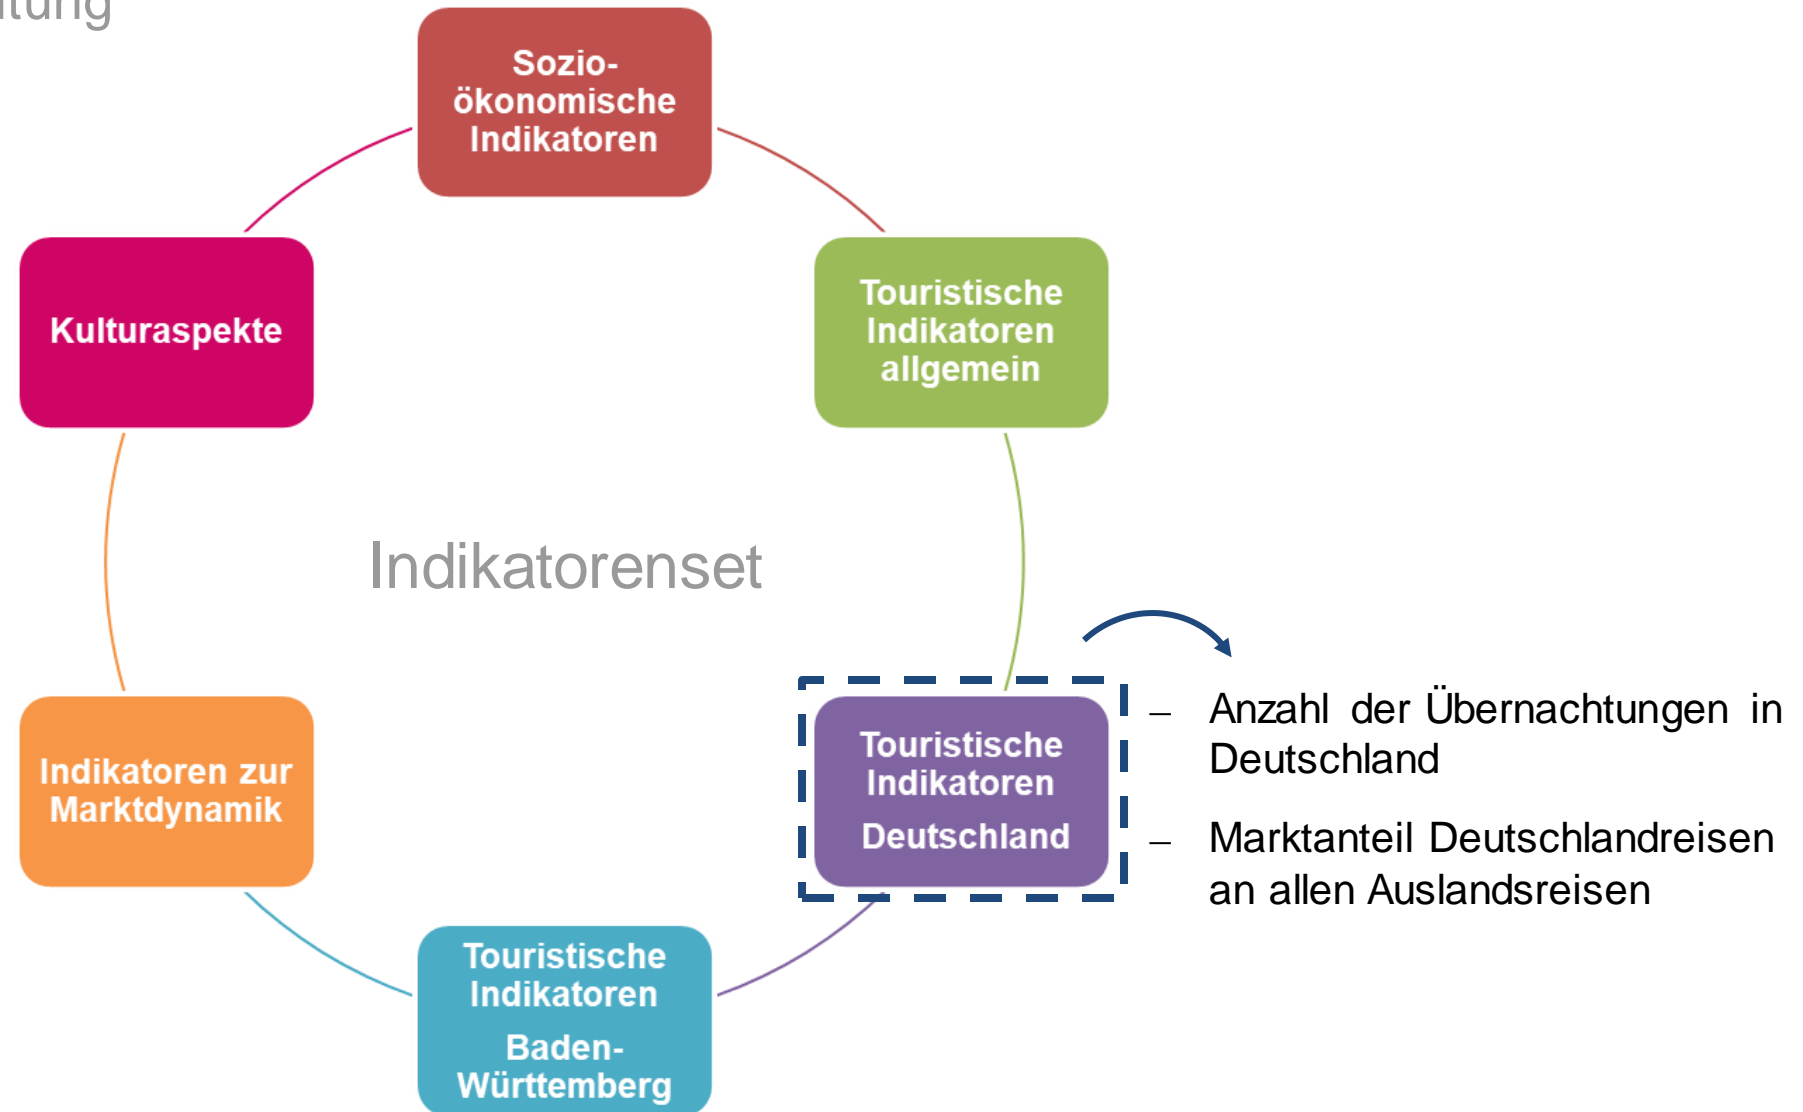 Sozio-
ökonomische
Indikatoren
Touristische
Indikatoren
allgemein
Kulturaspekte
Indikatorenset
Touristische
Indikatoren
Deutschland
Anzahl der Übernachtungen in
Deutschland
Marktanteil Deutschlandreisen
an allen Auslandsreisen
Indikatoren zur
Marktdynamik
Touristische
Indikatoren
Baden-
Württemberg